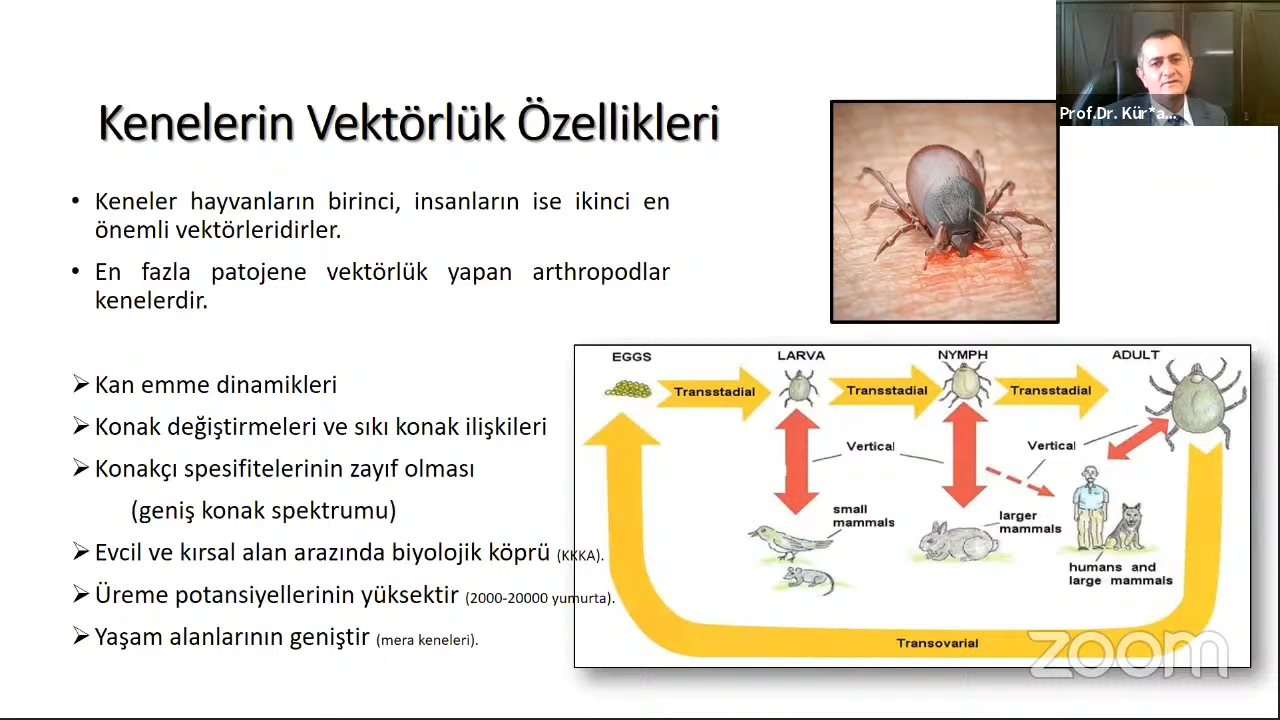 Prof.Dr. Kür*a...
Kenelerin Vektörlük Özellikleri
• Keneler hayvanların birinci, insanların ise ikinci en
önemli vektörleridirler.
• En fazla patojene vektörlük yapan arthropodlar
kenelerdir.
➢ Kan emme dinamikleri
➢ Konak değiştirmeleri ve sıkı konak ilişkileri
➢ Konakçı spesifitelerinin zayıf olması
(geniş konak spektrumu)
➢ Evcil ve kırsal alan arazında biyolojik köprü (KKKA).
➢ Üreme potansiyellerinin yüksektir (2000-20000 yumurta).
➢ Yaşam alanlarının geniştir (mera keneleri).
EGGS
LARVA
NYMPH
ADULT
Transstadial
Transstadial
Transstadial
Vertical
Vertical
small
mammals
larger
mammals
humans and
large mammals
Transovarial
zoom